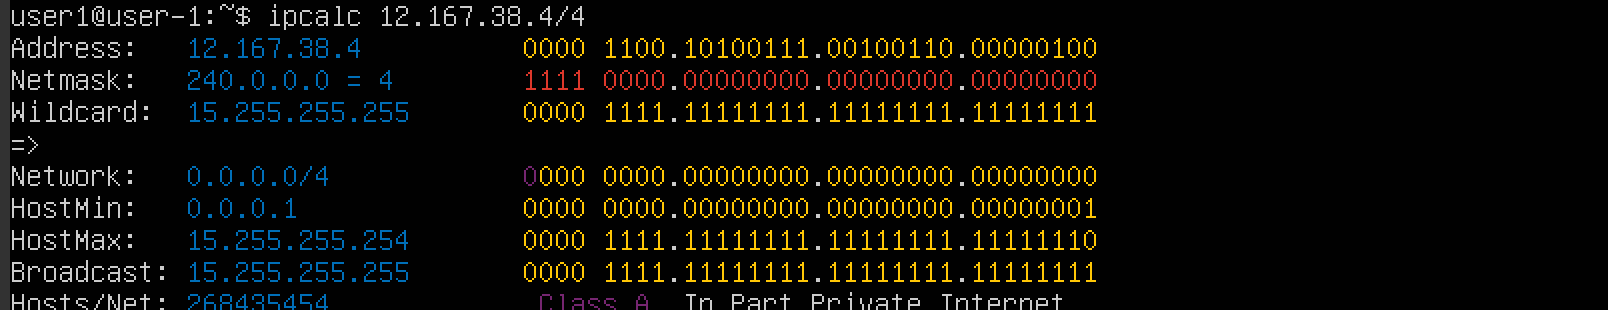 user1@user-1:~$ ipcalc 12.167.38.4/4
Address: 12.167.38.4 0000 1100.10100111.00100110.00000100
Netmask: 240.0.0.0 = 4 1111 0000.00000000.00000000.00000000
Wildcard: 15.255.255.255 0000 1111.11111111.11111111.11111111
=>
Network: 0.0.0.0/4 0000 0000.00000000.00000000.00000000
HostMin: 0.0.0.1 0000 0000.00000000.00000000.00000001
HostMax: 15.255.255.254 0000 1111.11111111.11111111.11111110
Broadcast: 15.255.255.255 0000 1111.11111111.11111111.11111111
Hosts/Net: 268435454 Class A, In Part Private Internet